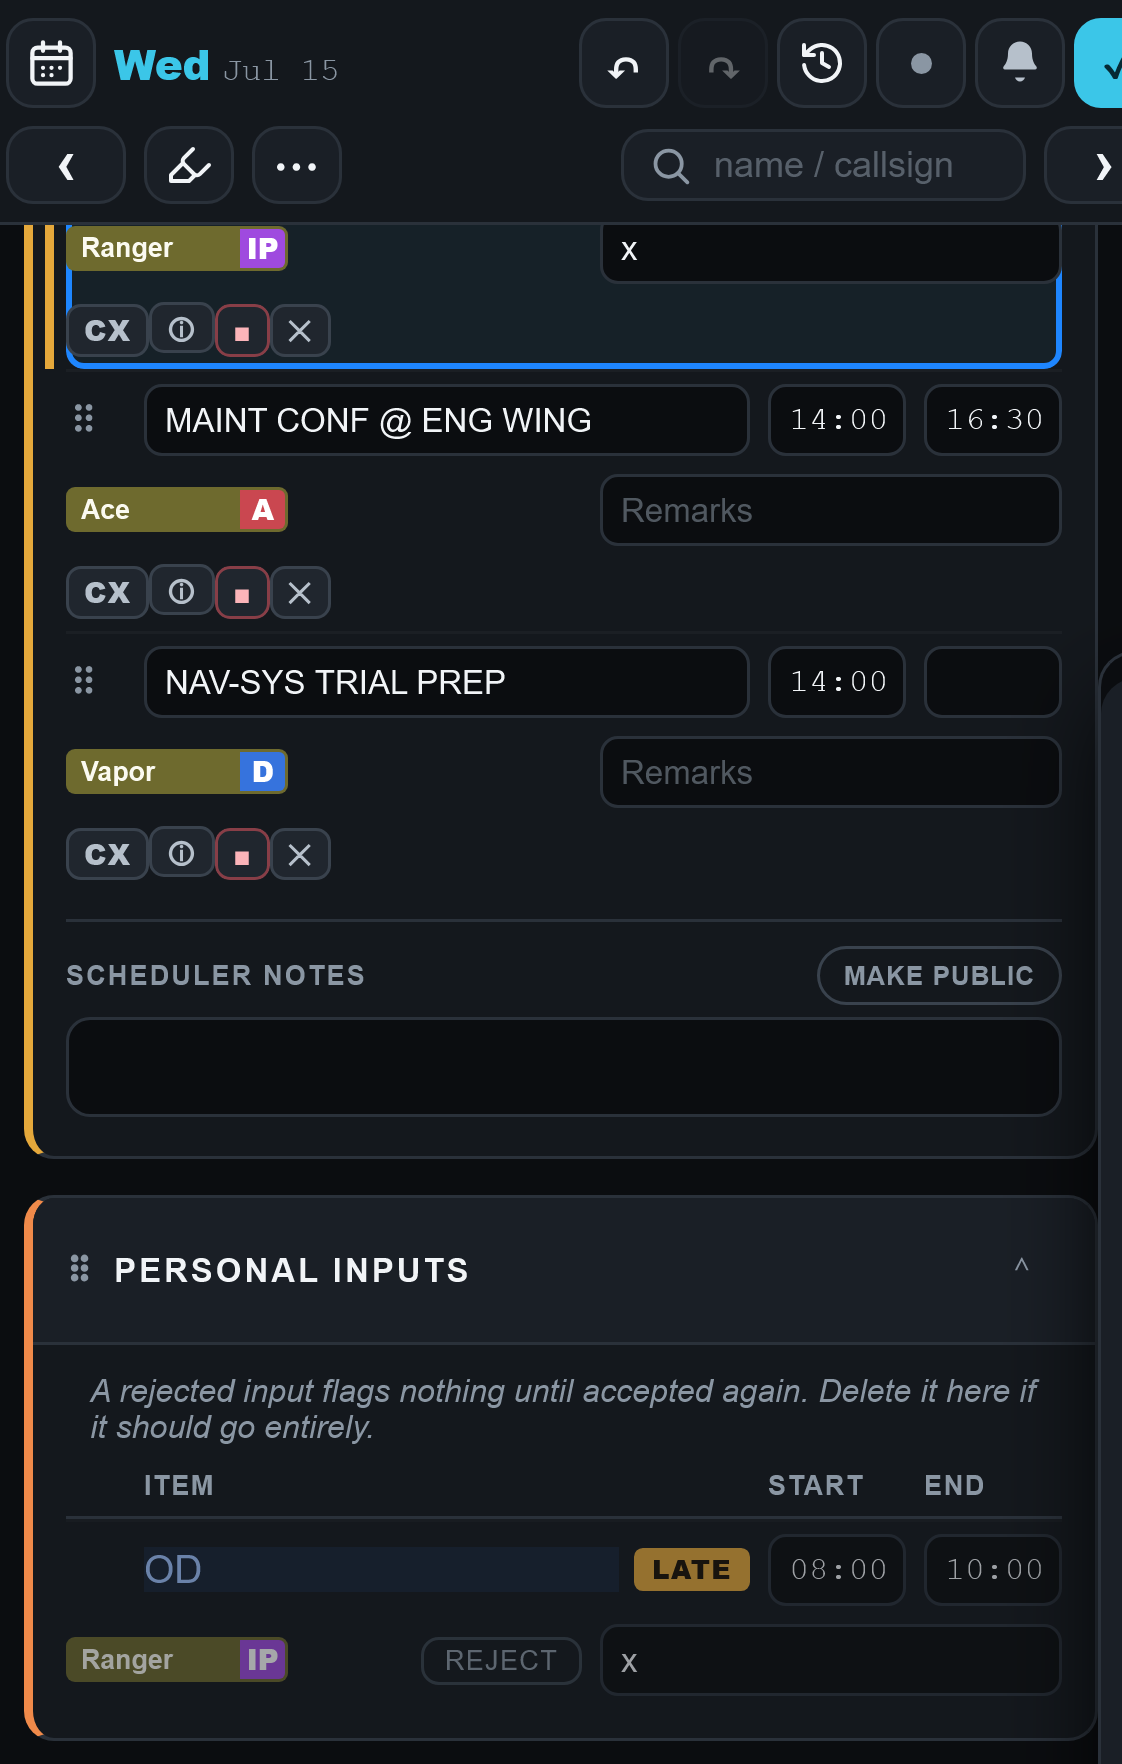 Wed Jul 15
name / callsign
Ranger IP x
CX
MAINT CONF @ ENG WING 14:00 16:30
Ace A Remarks
CX
NAV-SYS TRIAL PREP 14:00
Vapor D Remarks
CX
SCHEDULER NOTES MAKE PUBLIC
PERSONAL INPUTS
A rejected input flags nothing until accepted again. Delete it here if
it should go entirely.
ITEM START END
OD LATE 08:00 10:00
Ranger IP REJECT x